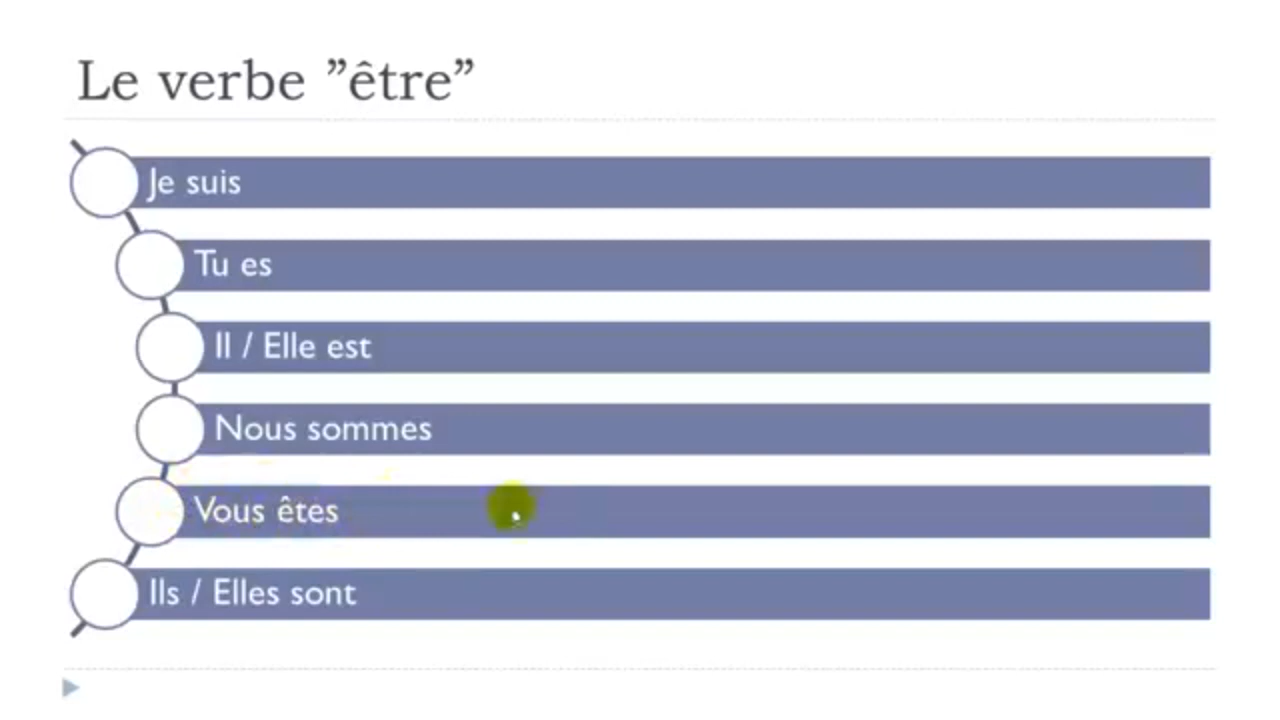 Le verbe ”être”
Je suis
Tu es
Il / Elle est
Nous sommes
Vous êtes
Ils / Elles sont